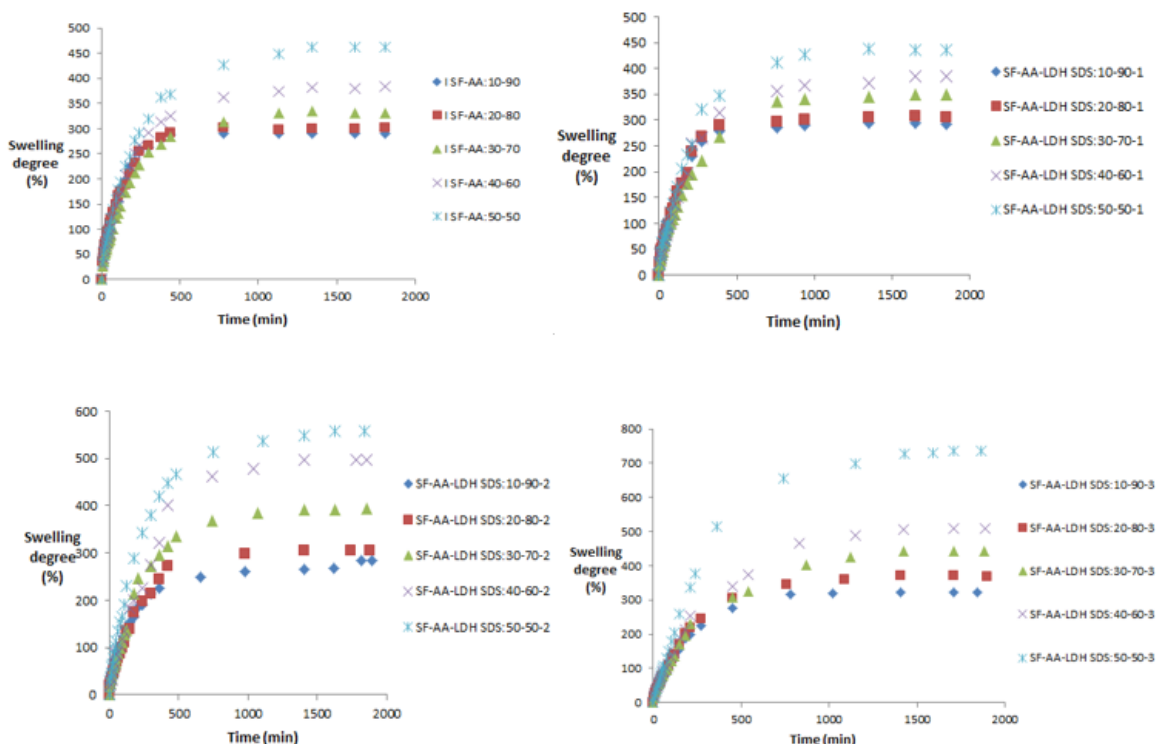 500
450
400
350
300
250
200
150
100
50
0
Swelling
degree
(%)
0 500 1000 1500 2000
Time (min)
I SF-AA:10-90
I SF-AA:20-80
I SF-AA:30-70
I SF-AA:40-60
I SF-AA:50-50
500
450
400
350
300
250
200
150
100
50
0
Swelling
degree
(%)
0 500 1000 1500 2000
Time (min)
SF-AA-LDH SDS:10-90-1
SF-AA-LDH SDS:20-80-1
SF-AA-LDH SDS:30-70-1
SF-AA-LDH SDS:40-60-1
SF-AA-LDH SDS:50-50-1
600
500
400
300
200
100
0
Swelling
degree
(%)
0 500 1000 1500 2000
Time (min)
SF-AA-LDH SDS:10-90-2
SF-AA-LDH SDS:20-80-2
SF-AA-LDH SDS:30-70-2
SF-AA-LDH SDS:40-60-2
SF-AA-LDH SDS:50-50-2
800
700
600
500
400
300
200
100
0
Swelling
degree
(%)
0 500 1000 1500 2000
Time (min)
SF-AA-LDH SDS:10-90-3
SF-AA-LDH SDS:20-80-3
SF-AA-LDH SDS:30-70-3
SF-AA-LDH SDS:40-60-3
SF-AA-LDH SDS:50-50-3